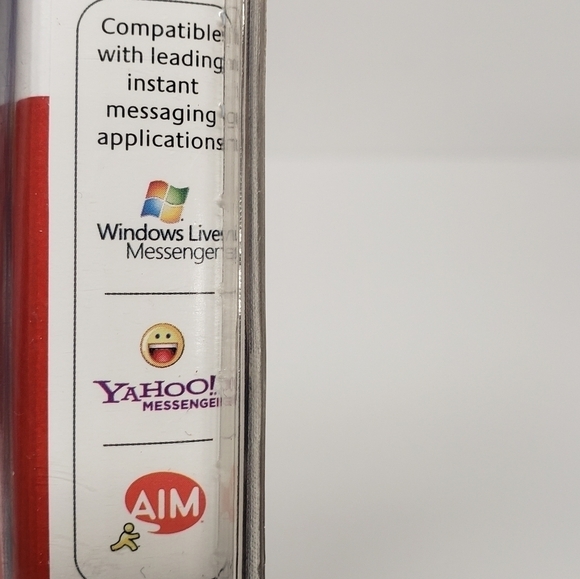 Compatible
with leading
instant
messaging
applications
Windows Live
Messenger
YAHOO!
MESSENGER
AIM